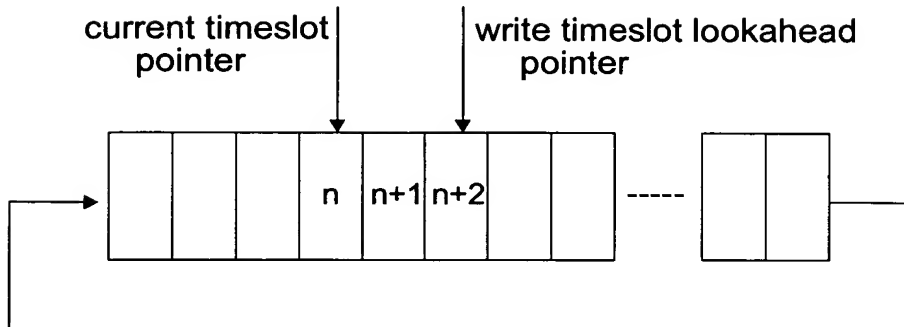 current timeslot
pointer
write timeslot lookahead
pointer
n
n+1
n+2
-----